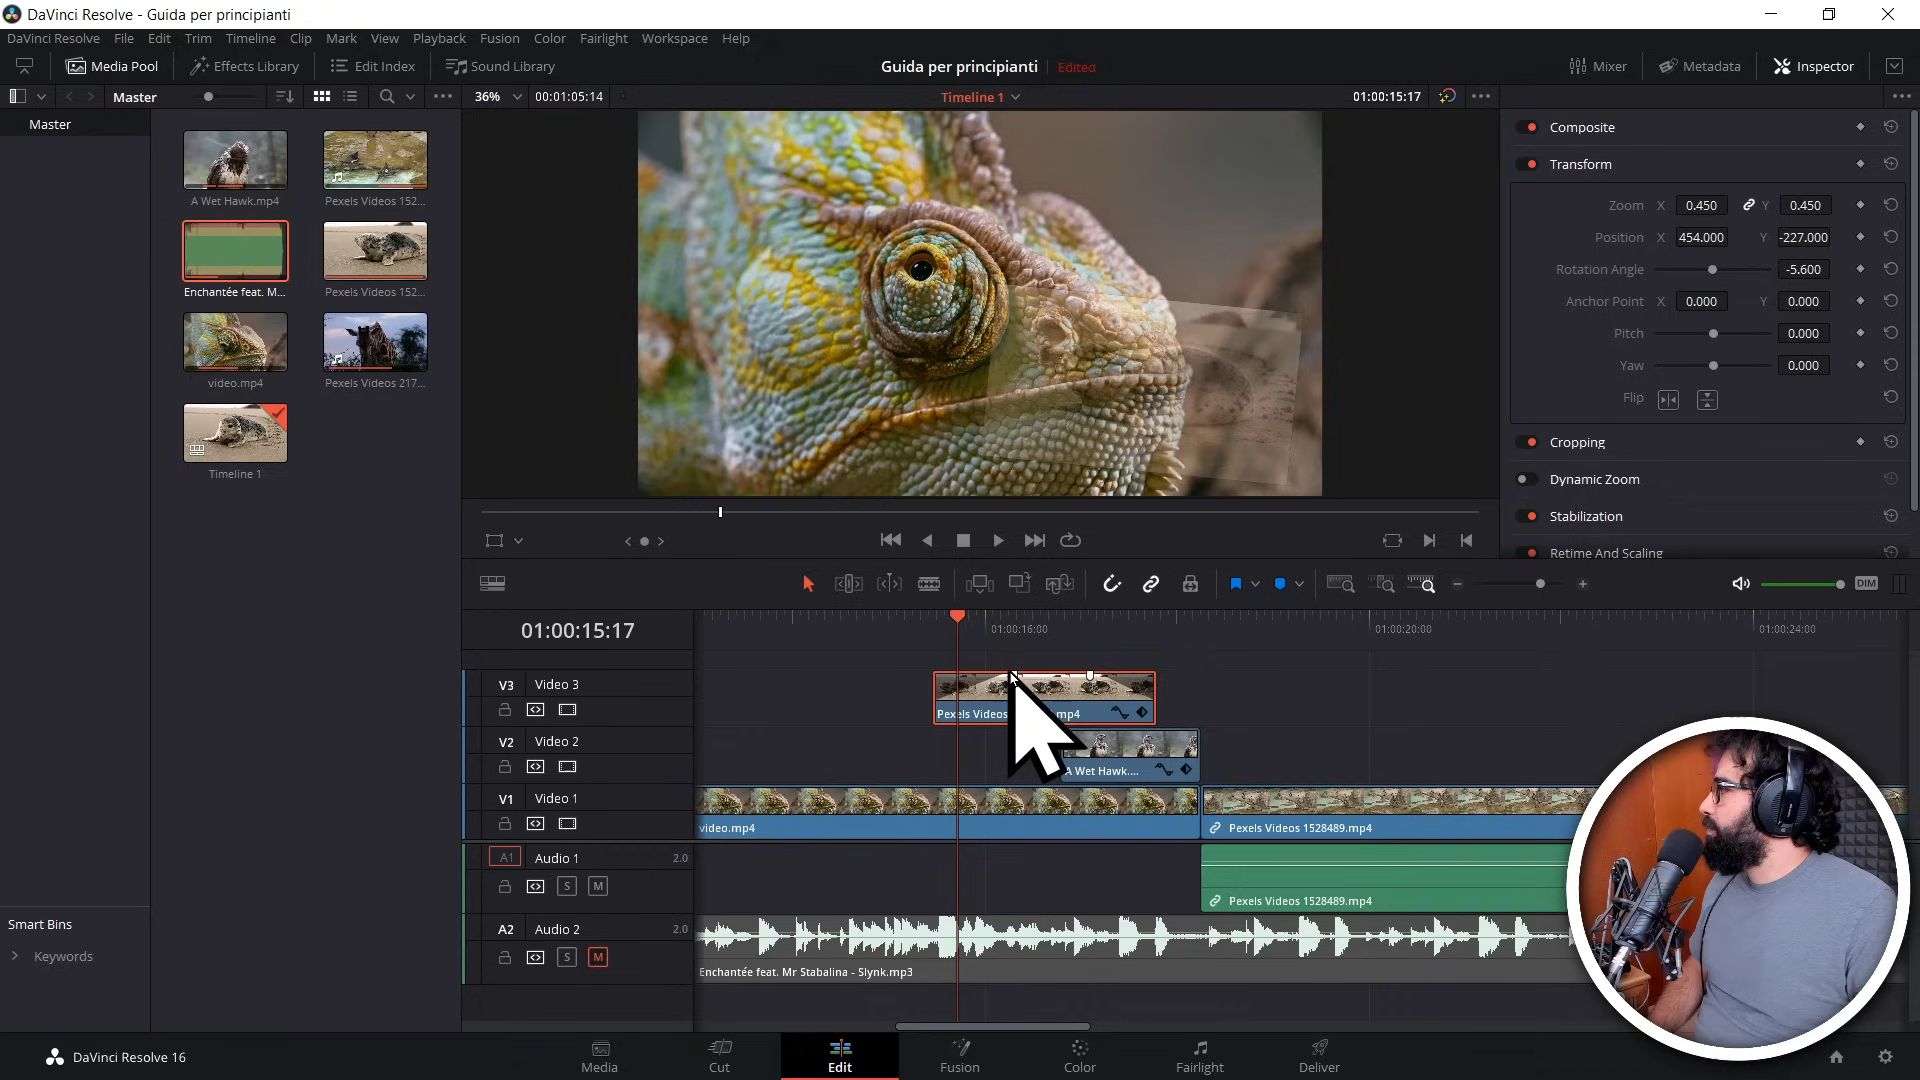 DaVinci Resolve - Guida per principianti
DaVinci Resolve File Edit Trim Timeline Clip Mark View Playback Fusion Color Fairlight Workspace Help
Media Pool Effects Library Edit Index Sound Library Guida per principianti Edited Mixer Metadata Inspector
Master 36% 00:01:05:14 Timeline 1 01:00:15:17
Master
A Wet Hawk.mp4 Pexels Videos 152...
Enchantée feat. M... Pexels Videos 152...
video.mp4 Pexels Videos 217...
Timeline 1
Composite
Transform
Zoom X 0.450 Y 0.450
Position X 454.000 Y -227.000
Rotation Angle -5.600
Anchor Point X 0.000 Y 0.000
Pitch 0.000
Yaw 0.000
Flip
Cropping
Dynamic Zoom
Stabilization
Retime And Scaling
DIM
01:00:15:17 01:00:16:00 01:00:20:00 01:00:24:00
V3 Video 3
Pexels Videos mp4
V2 Video 2
A Wet Hawk....
V1 Video 1
video.mp4 Pexels Videos 1528489.mp4
A1 Audio 1 2.0
S M
Pexels Videos 1528489.mp4
A2 Audio 2 2.0
S M
Enchantée feat. Mr Stabalina - Slynk.mp3
Smart Bins
Keywords
DaVinci Resolve 16
Media Cut Edit Fusion Color Fairlight Deliver